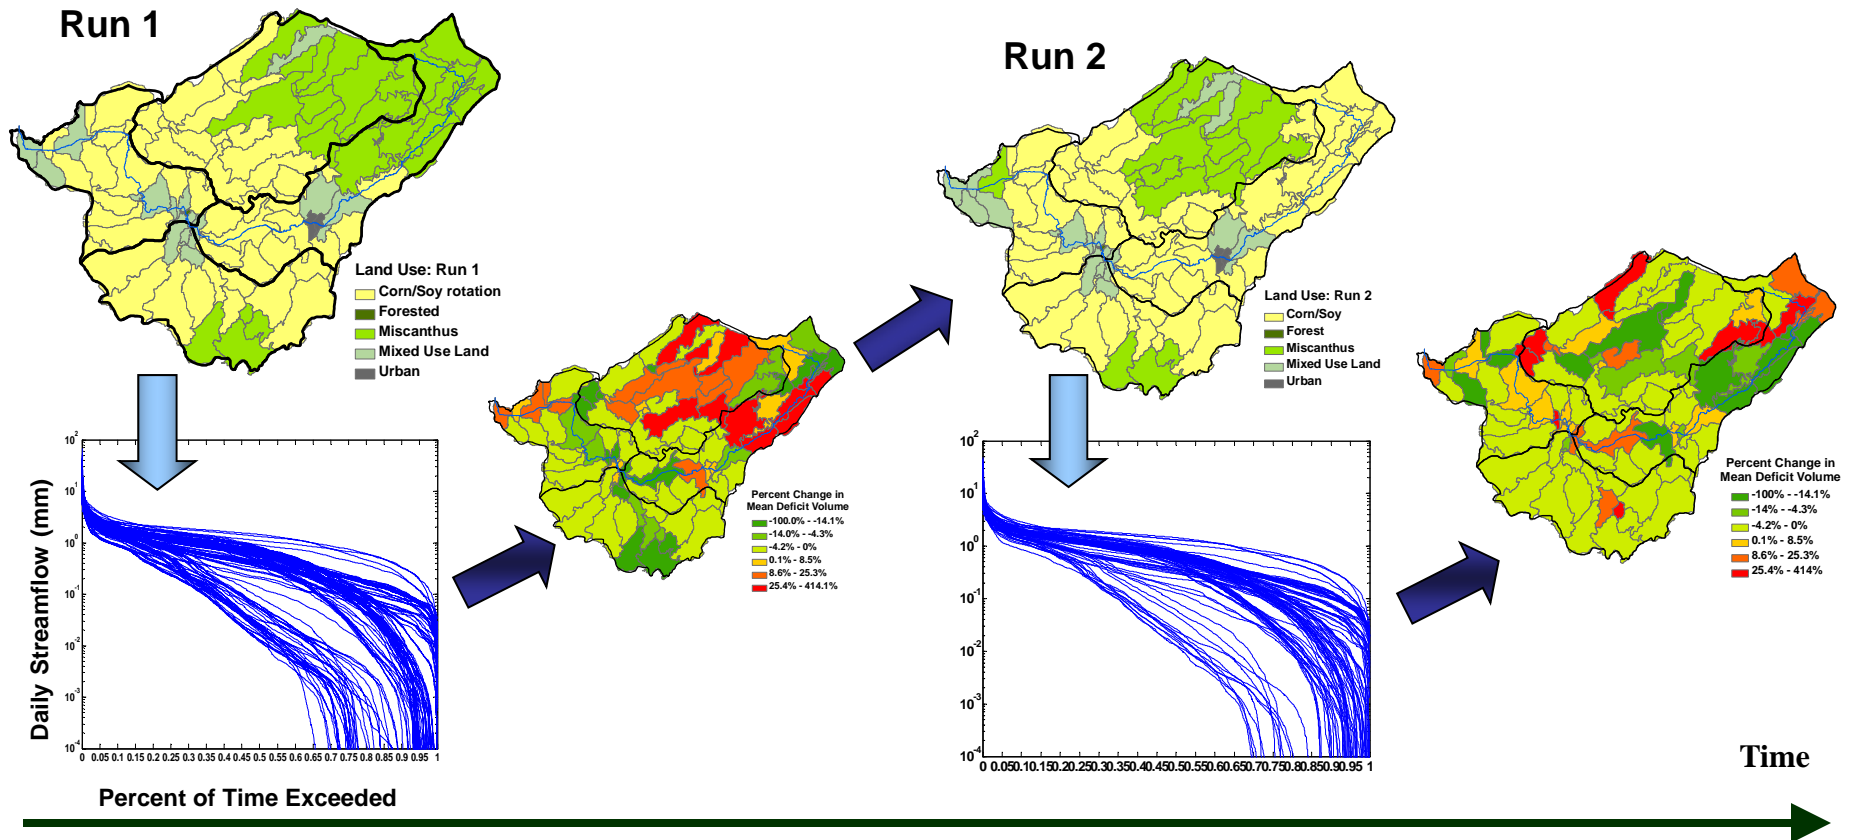 Run 1
Run 2
Land Use: Run 1
Corn/Soy rotation
Forested
Miscanthus
Mixed Use Land
Urban
Land Use: Run 2
Corn/Soy
Forest
Miscanthus
Mixed Use Land
Urban
Percent Change in
Mean Deficit Volume
-100.0% - -14.1%
-14.0% - -4.3%
-4.2% - 0%
0.1% - 8.5%
8.6% - 25.3%
25.4% - 414.1%
Percent Change in
Mean Deficit Volume
-100% - -14.1%
-14% - -4.3%
-4.2% - 0%
0.1% - 8.5%
8.6% - 25.3%
25.4% - 414%
Daily Streamflow (mm)
10^2
10^1
10^0
10^-1
10^-2
10^-3
10^-4
0 0.05 0.1 0.15 0.2 0.25 0.3 0.35 0.4 0.45 0.5 0.55 0.6 0.65 0.7 0.75 0.8 0.85 0.9 0.95 1
Percent of Time Exceeded
10^2
10^1
10^0
10^-1
10^-2
10^-3
10^-4
0 0.05 0.1 0.15 0.2 0.25 0.3 0.35 0.4 0.45 0.5 0.55 0.6 0.65 0.7 0.75 0.8 0.85 0.9 0.95 1
Time